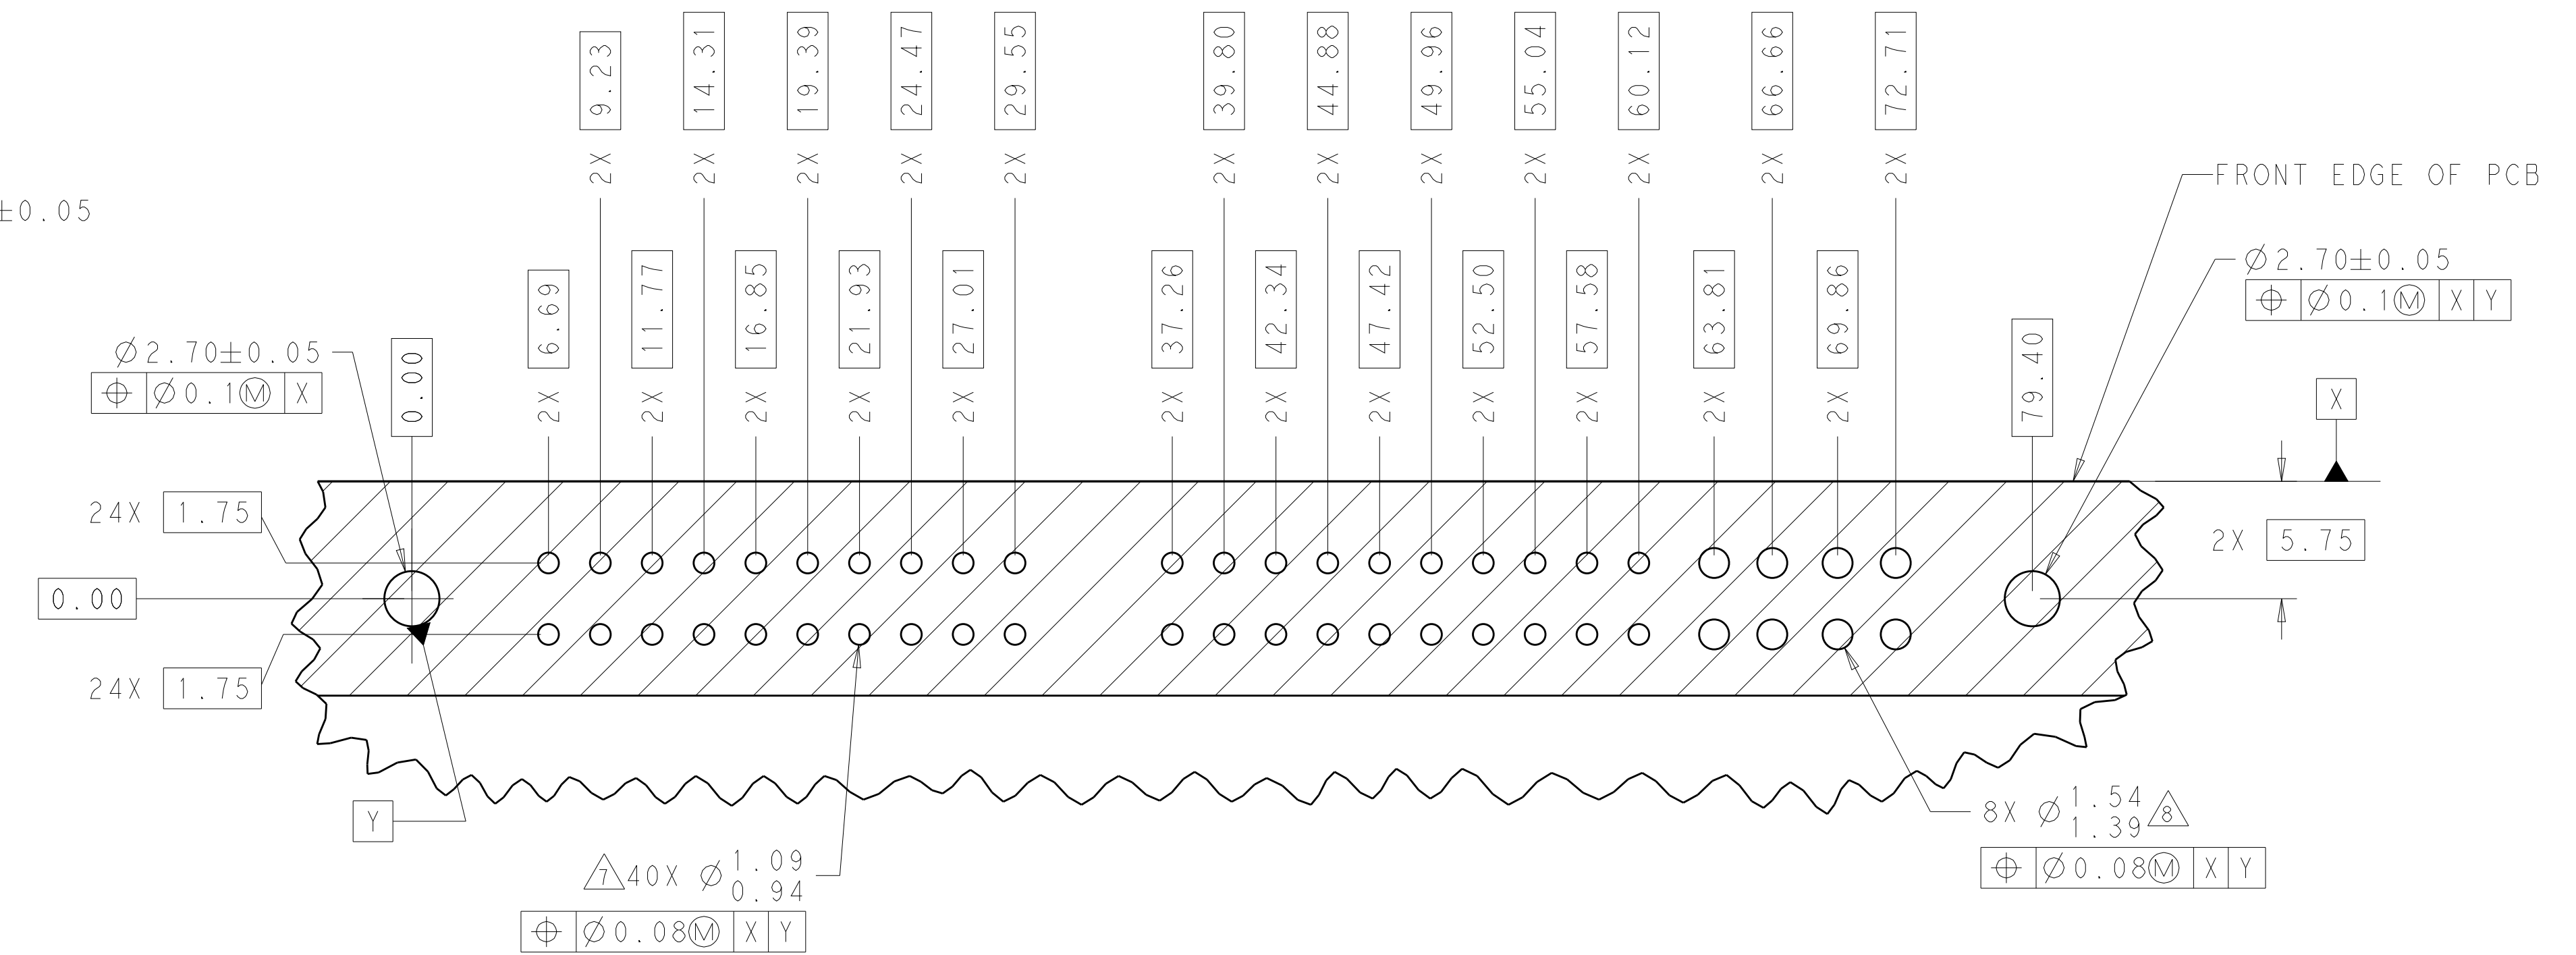 9.23
14.31
19.39
24.47
29.55
39.80
44.88
49.96
55.04
60.12
66.66
72.71
2X
2X
2X
2X
2X
2X
2X
2X
2X
2X
2X
2X
FRONT EDGE OF PCB
±0.05
6.69
11.77
16.85
21.93
27.01
37.26
42.34
47.42
52.50
57.58
63.81
69.86
2X
2X
2X
2X
2X
2X
2X
2X
2X
2X
2X
2X
⌀2.70±0.05
⌖ ⌀0.1Ⓜ X Y
⌀2.70±0.05
⌖ ⌀0.1Ⓜ X
0.00
79.40
X
24X 1.75
2X 5.75
0.00
24X 1.75
Y
8X ⌀ 1.54 8
1.39
⌖ ⌀0.08Ⓜ X Y
7 40X ⌀ 1.09
0.94
⌖ ⌀0.08Ⓜ X Y